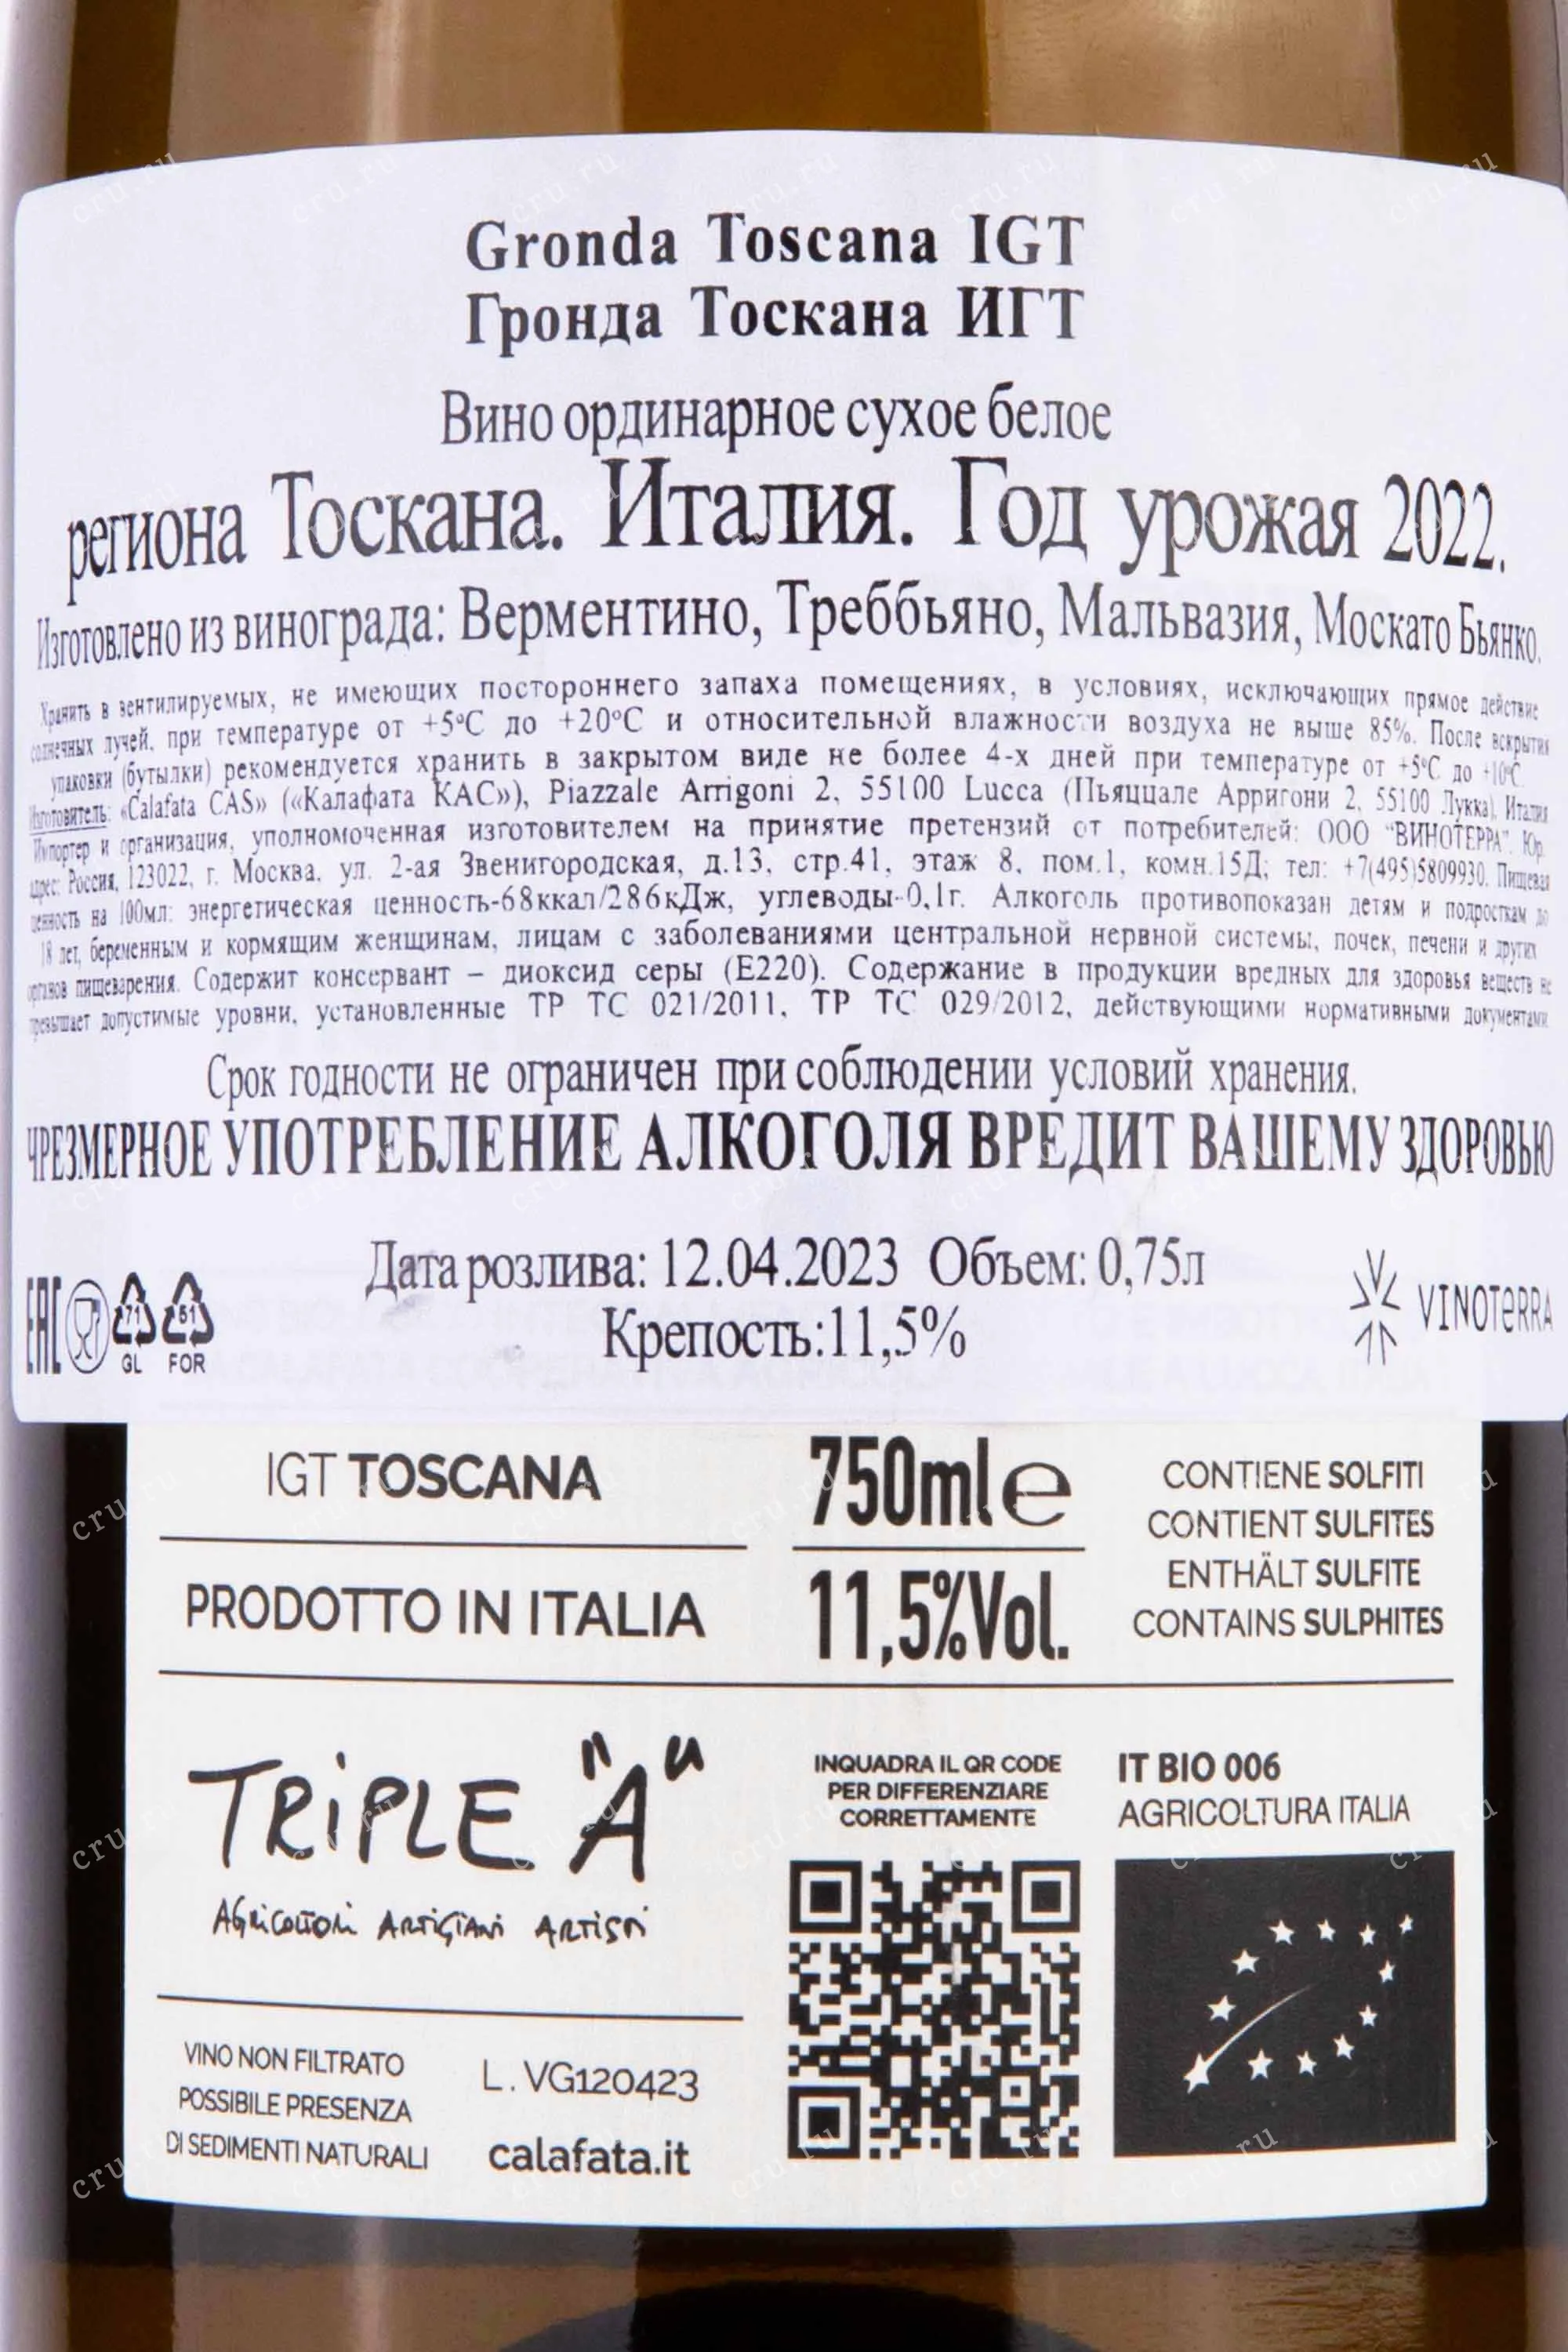 Gronda Toscana IGT
Гронда Тоскана ИГТ
Вино ординарное сухое белое
региона Тоскана. Италия. Год урожая 2022.
Изготовлено из винограда: Верментино, Треббьяно, Мальвазия, Москато Бьянко.
Хранить в вентилируемых, не имеющих постороннего запаха помещениях, в условиях, исключающих прямое действие
солнечных лучей, при температуре от +5°С до +20°С и относительной влажности воздуха не выше 85%. После вскрытия
упаковки (бутылки) рекомендуется хранить в закрытом виде не более 4-х дней при температуре от +5°С до +10°С
Изготовитель: «Calafata CAS» («Калафата КАС»), Piazzale Arrigoni 2, 55100 Lucca (Пьяццале Арригони 2, 55100 Лукка), Италия
Импортер и организация, уполномоченная изготовителем на принятие претензий от потребителей: ООО "ВИНОТЕРРА". Юр.
адрес: Россия, 123022, г. Москва, ул. 2-ая Звенигородская, д.13, стр.41, этаж 8, пом.1, комн.15Д; тел: +7(495)5809930. Пищевая
ценность на 100мл: энергетическая ценность-68ккал/286кДж, углеводы-0,1г. Алкоголь противопоказан детям и подросткам до
18 лет, беременным и кормящим женщинам, лицам с заболеваниями центральной нервной системы, почек, печени и других
органов пищеварения. Содержит консервант – диоксид серы (Е220). Содержание в продукции вредных для здоровья веществ не
превышает допустимые уровни, установленные ТР ТС 021/2011, ТР ТС 029/2012, действующими нормативными документами.
Срок годности не ограничен при соблюдении условий хранения.
ЧРЕЗМЕРНОЕ УПОТРЕБЛЕНИЕ АЛКОГОЛЯ ВРЕДИТ ВАШЕМУ ЗДОРОВЬЮ
Дата розлива: 12.04.2023 Объем: 0,75л
Крепость:11,5%
EAC 71 GL 61 FOR
VINOTeRRA
IGT TOSCANA
PRODOTTO IN ITALIA
750ml e
11,5%Vol.
CONTIENE SOLFITI
CONTIENT SULFITES
ENTHÄLT SULFITE
CONTAINS SULPHITES
TRiPLE "A"
AGRICOLTORI ARTIGIANI ARTISTI
INQUADRA IL QR CODE
PER DIFFERENZIARE
CORRETTAMENTE
IT BIO 006
AGRICOLTURA ITALIA
VINO NON FILTRATO
POSSIBILE PRESENZA
DI SEDIMENTI NATURALI
L. VG120423
calafata.it
cru.ru